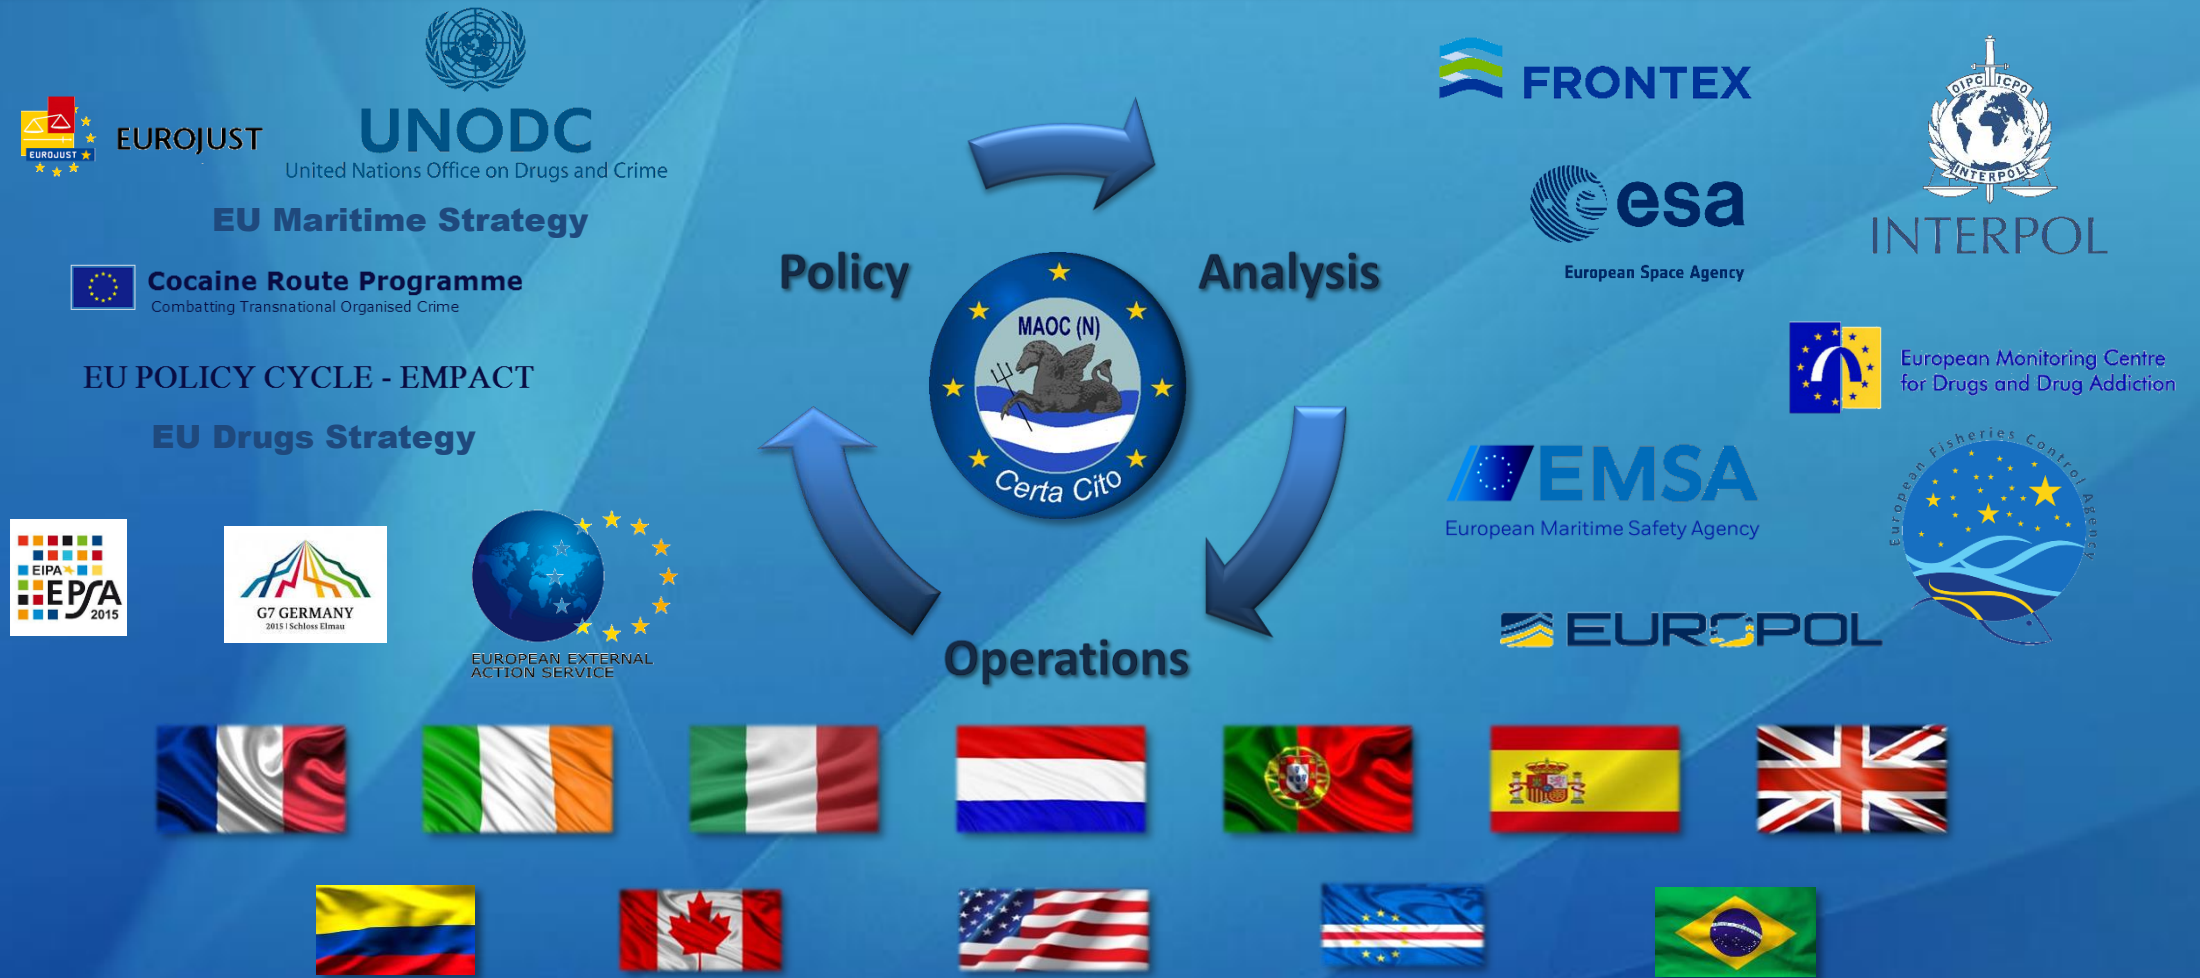 UNODC
United Nations Office on Drugs and Crime
EUROJUST
EUROJUST
EU Maritime Strategy
Cocaine Route Programme
Combatting Transnational Organised Crime
EU POLICY CYCLE - EMPACT
EU Drugs Strategy
EIPA
EPSA
2015
G7 GERMANY
2015 | Schloss Elmau
EUROPEAN EXTERNAL
ACTION SERVICE
Policy
Analysis
Operations
MAOC (N)
Certa Cito
FRONTEX
esa
European Space Agency
OIPC ICPO
INTERPOL
INTERPOL
European Monitoring Centre
for Drugs and Drug Addiction
EMSA
European Maritime Safety Agency
European Fisheries Control Agency
EUROPOL